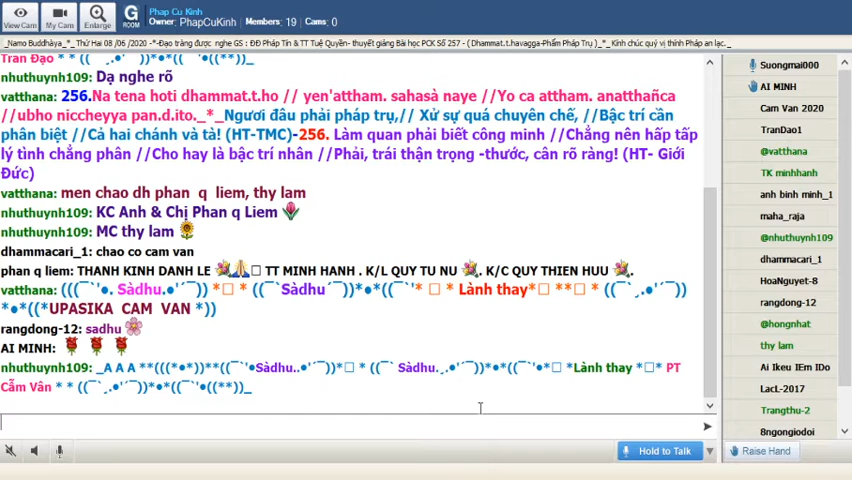 View Cam
My Cam
Enlarge
G
ROOM
Phap Cu Kinh
Owner: PhapCuKinh Members: 19 Cams: 0
_Namo Buddhàya_*_ Thứ Hai 08 /06 /2020 -*-Đạo tràng được nghe GS : ĐĐ Pháp Tín & TT Tuệ Quyền- thuyết giảng Bài học PCK Số 257 - ( Dhammat.t.havagga-Phẩm Pháp Trụ )_*_ Kính chúc quý vị thính Pháp an lạc._
Tran Đạo * * ((¯`¸.●'´¯))*●*((¯`'●((**))_
nhuthuynh109: Dạ nghe rõ
vatthana: 256.Na tena hoti dhammat.t.ho // yen'attham. sahasà naye //Yo ca attham. anatthañca
//ubho niccheyya pan.d.ito._*_Ngươi đâu phải pháp trụ,// Xử sự quá chuyên chế, //Bậc trí cần
phân biệt //Cả hai chánh và tà! (HT-TMC)-256. Làm quan phải biết công minh //Chẳng nên hấp tấp
lý tình chẳng phân //Cho hay là bậc trí nhân //Phải, trái thận trọng -thước, cân rõ ràng! (HT- Giới
Đức)
vatthana: men chao dh phan q liem, thy lam
nhuthuynh109: KC Anh & Chị Phan q Liem
nhuthuynh109: MC thy lam
dhammacari_1: chao co cam van
phan q liem: THANH KINH DANH LE □ TT MINH HANH . K/L QUY TU NU . K/C QUY THIEN HUU .
vatthana: (((¯`'●. Sàdhu.●'´¯)) *□ * ((¯`Sàdhu´¯))*●*((¯`'* □ * Lành thay*□ **□ * ((¯`¸.●'´¯))
*●*((*UPASIKA CAM VAN *))
rangdong-12: sadhu
AI MINH:
nhuthuynh109: _A A A **(((*●*))**((¯`'●Sàdhu..●'´¯))*□ * ((¯` Sàdhu.¸.●'´¯))*●*((¯`'●*□ *Lành thay *□* PT
Cẩm Vân * * ((¯`¸.●'´¯))*●*((¯`'●((**))_
Hold to Talk
Suongmai000
AI MINH
Cam Van 2020
TranDao1
@vatthana
TK minhhanh
anh binh minh_1
maha_raja
@nhuthuynh109
dhammacari_1
HoaNguyet-8
rangdong-12
@hongnhat
thy lam
Ai Ikeu IEm IDo
LacL-2017
Trangthu-2
8ngongioidoi
Raise Hand